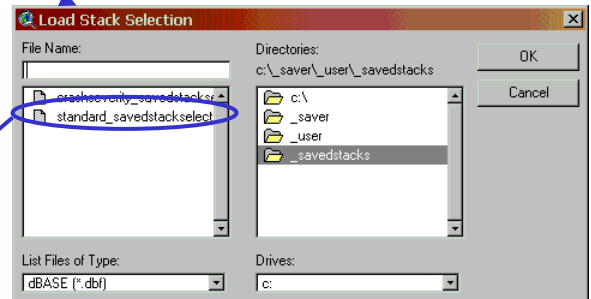 Load Stack Selection
File Name:
Directories:
c:\_saver\_user\_savedstacks
OK
Cancel
crashseverity_savedstackse
standard_savedstackselect
c:\
_saver
_user
_savedstacks
List Files of Type:
dBASE (*.dbf)
Drives:
c: